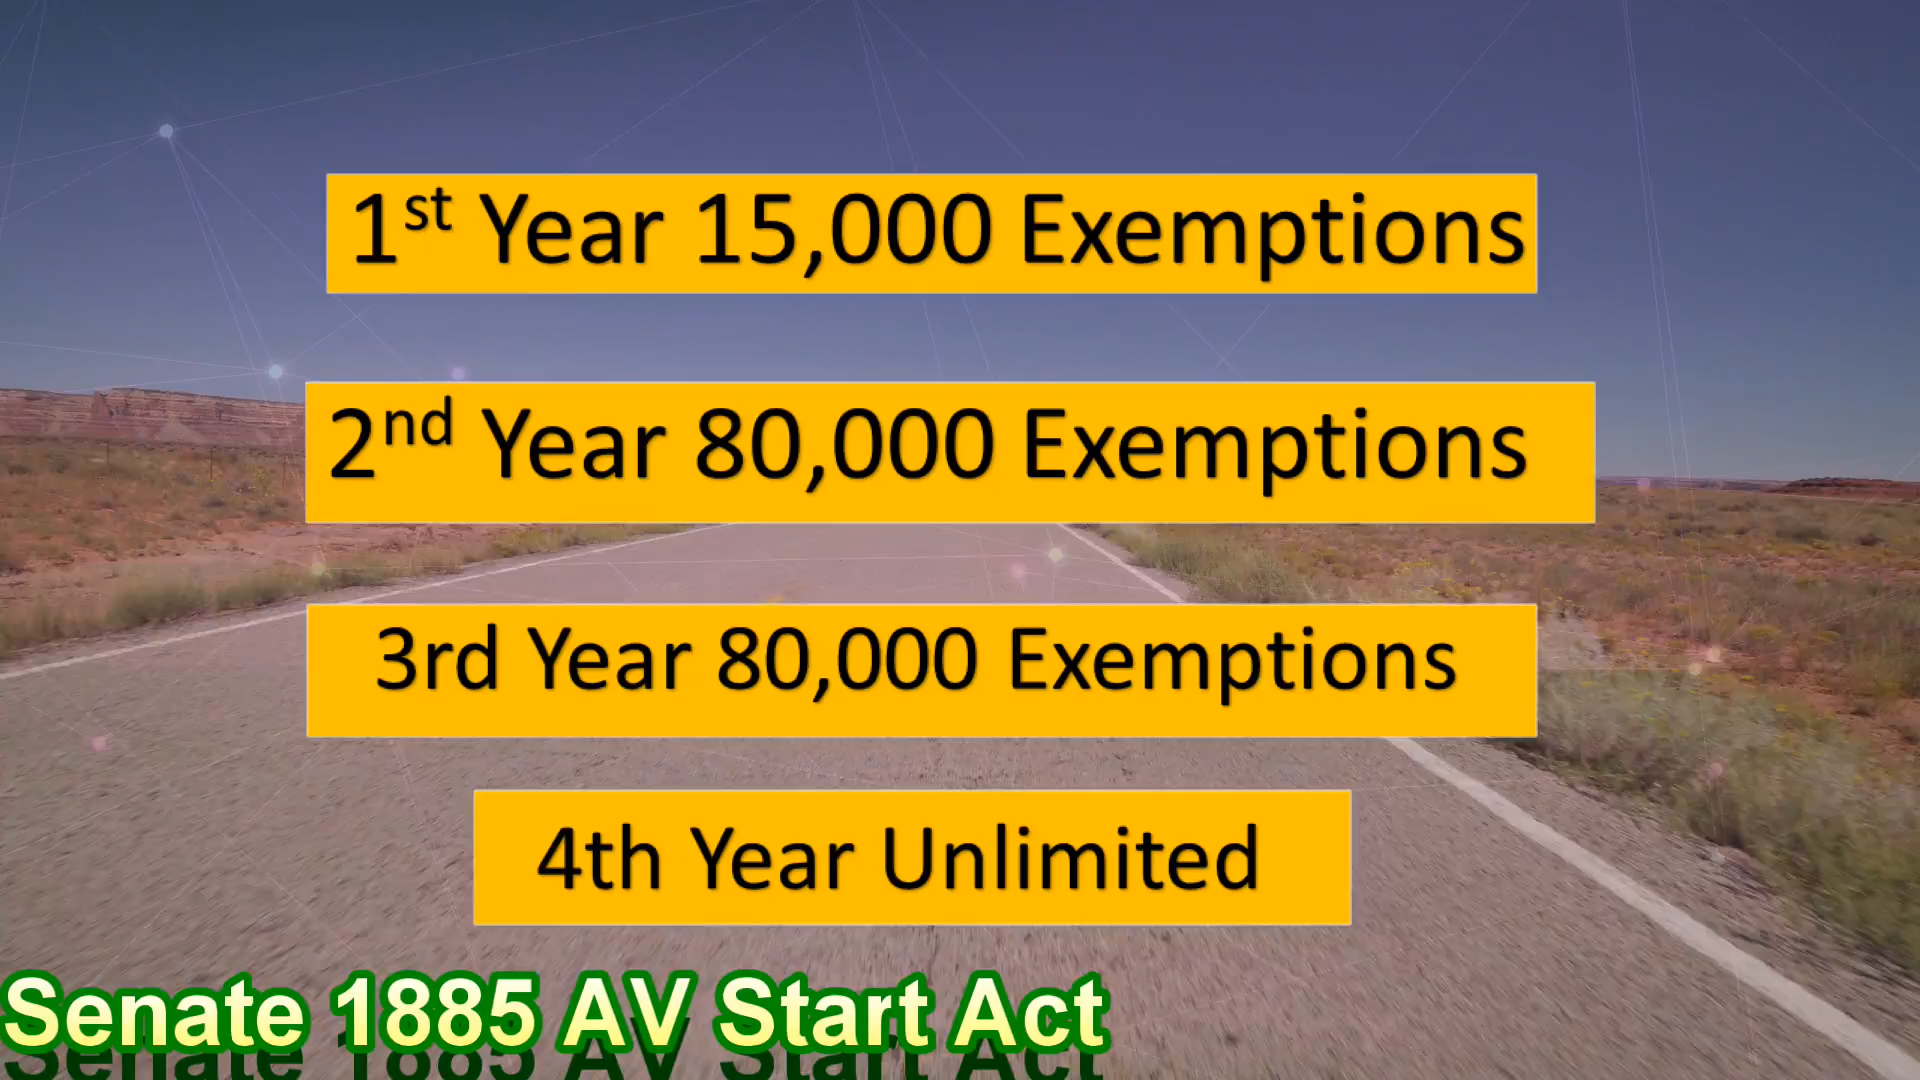 1st Year 15,000 Exemptions
2nd Year 80,000 Exemptions
3rd Year 80,000 Exemptions
4th Year Unlimited
Senate 1885 AV Start Act